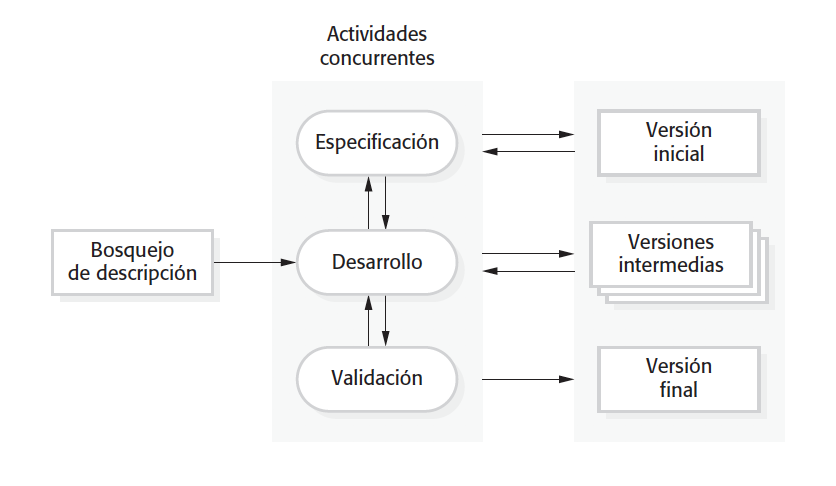 Actividades
concurrentes
Especificación
Versión
inicial
Bosquejo
de descripción
Desarrollo
Versiones
intermedias
Validación
Versión
final